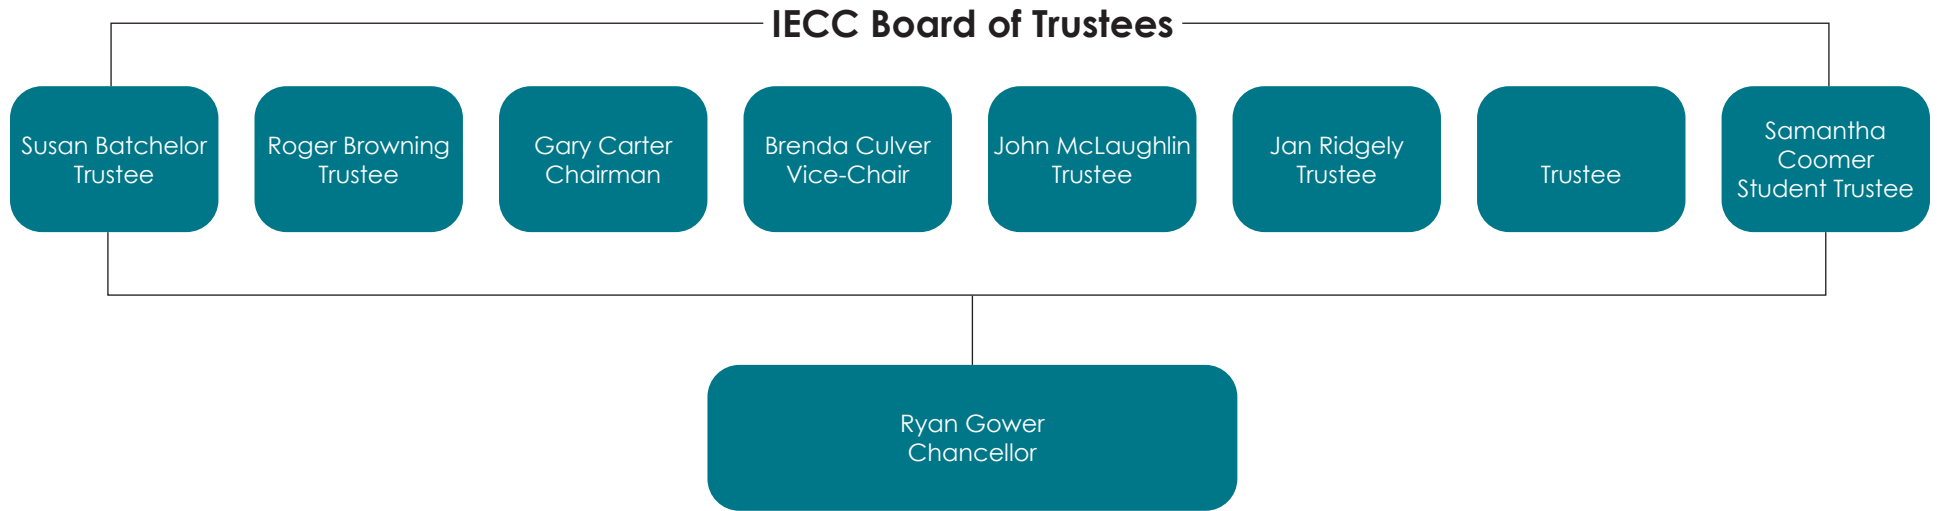 IECC Board of Trustees
Susan Batchelor
Trustee
Roger Browning
Trustee
Gary Carter
Chairman
Brenda Culver
Vice-Chair
John McLaughlin
Trustee
Jan Ridgely
Trustee
Trustee
Samantha
Coomer
Student Trustee
Ryan Gower
Chancellor